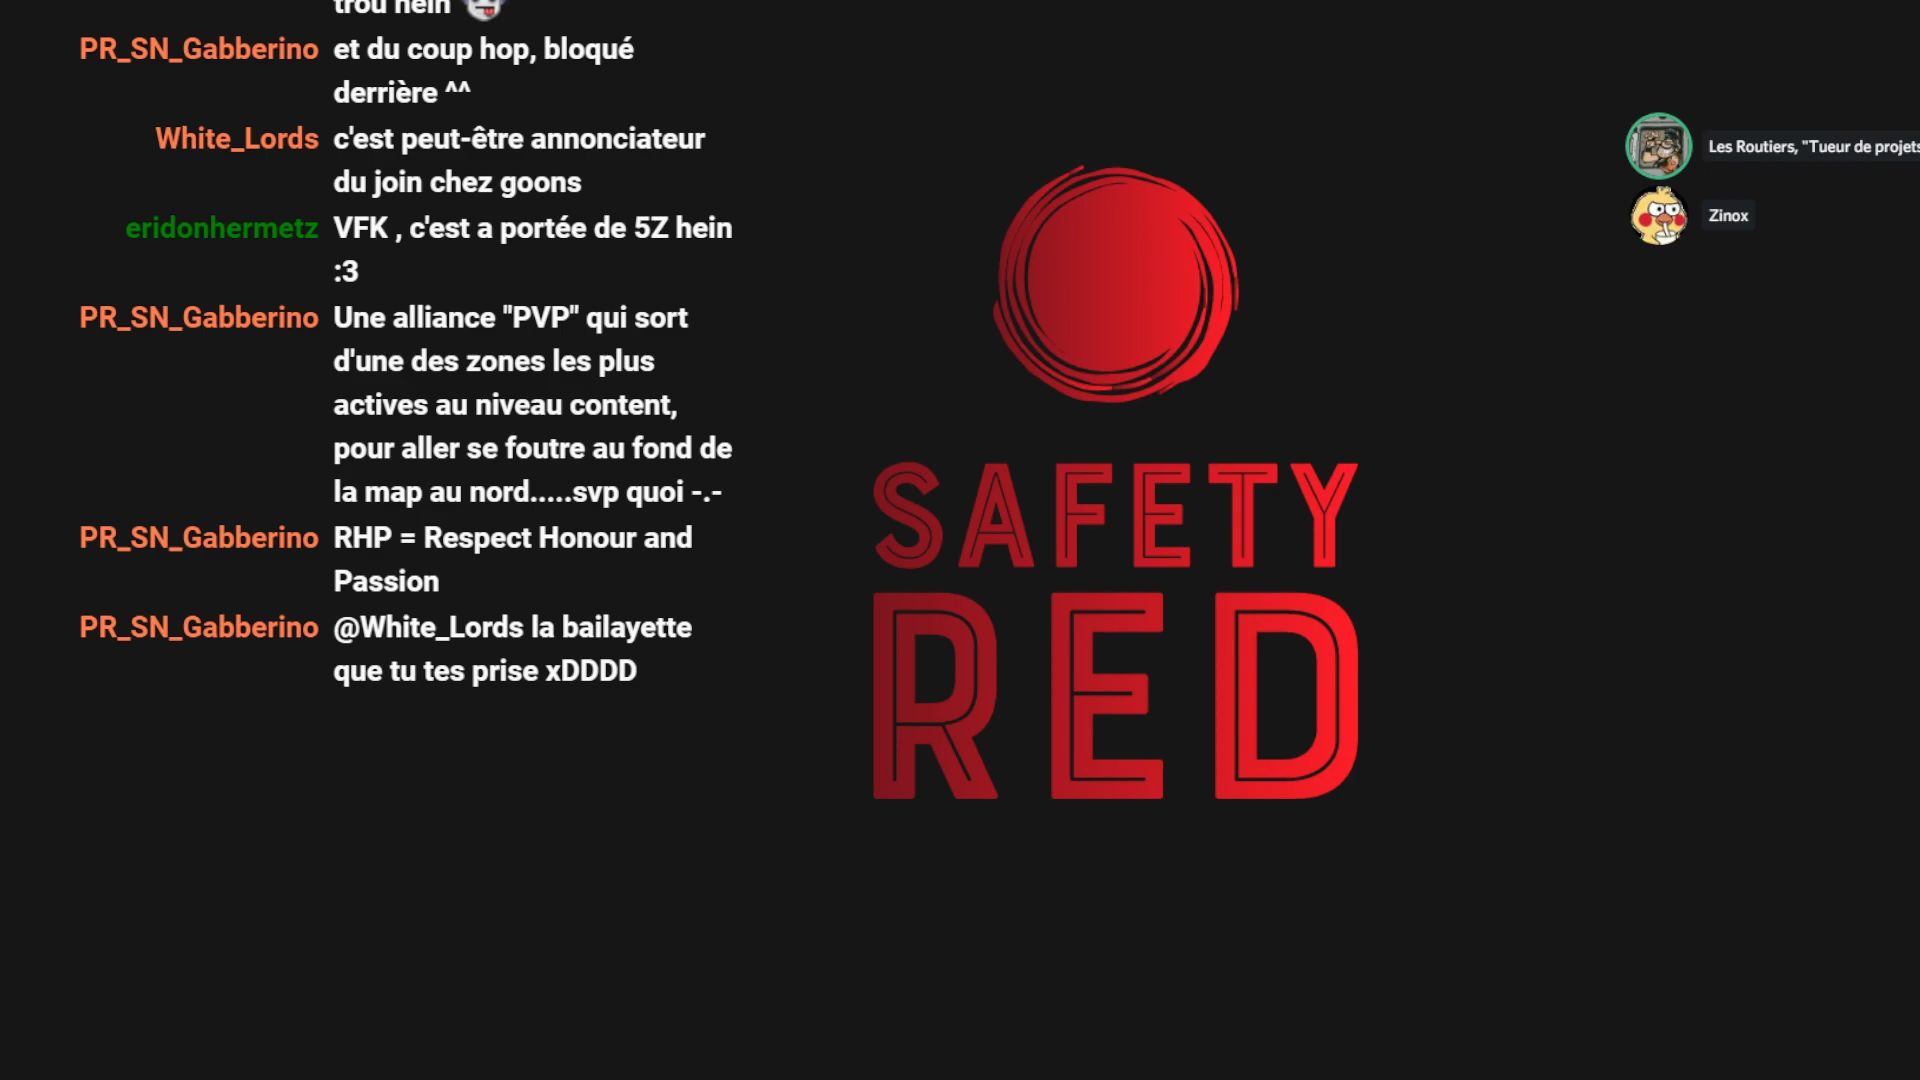 trou hein
PR_SN_Gabberino et du coup hop, bloqué
derrière ^^
White_Lords c'est peut-être annonciateur
du join chez goons
eridonhermetz VFK , c'est a portée de 5Z hein
:3
PR_SN_Gabberino Une alliance "PVP" qui sort
d'une des zones les plus
actives au niveau content,
pour aller se foutre au fond de
la map au nord.....svp quoi -.-
PR_SN_Gabberino RHP = Respect Honour and
Passion
PR_SN_Gabberino @White_Lords la bailayette
que tu tes prise xDDDD
SAFETY
RED
Les Routiers, "Tueur de projets
Zinox